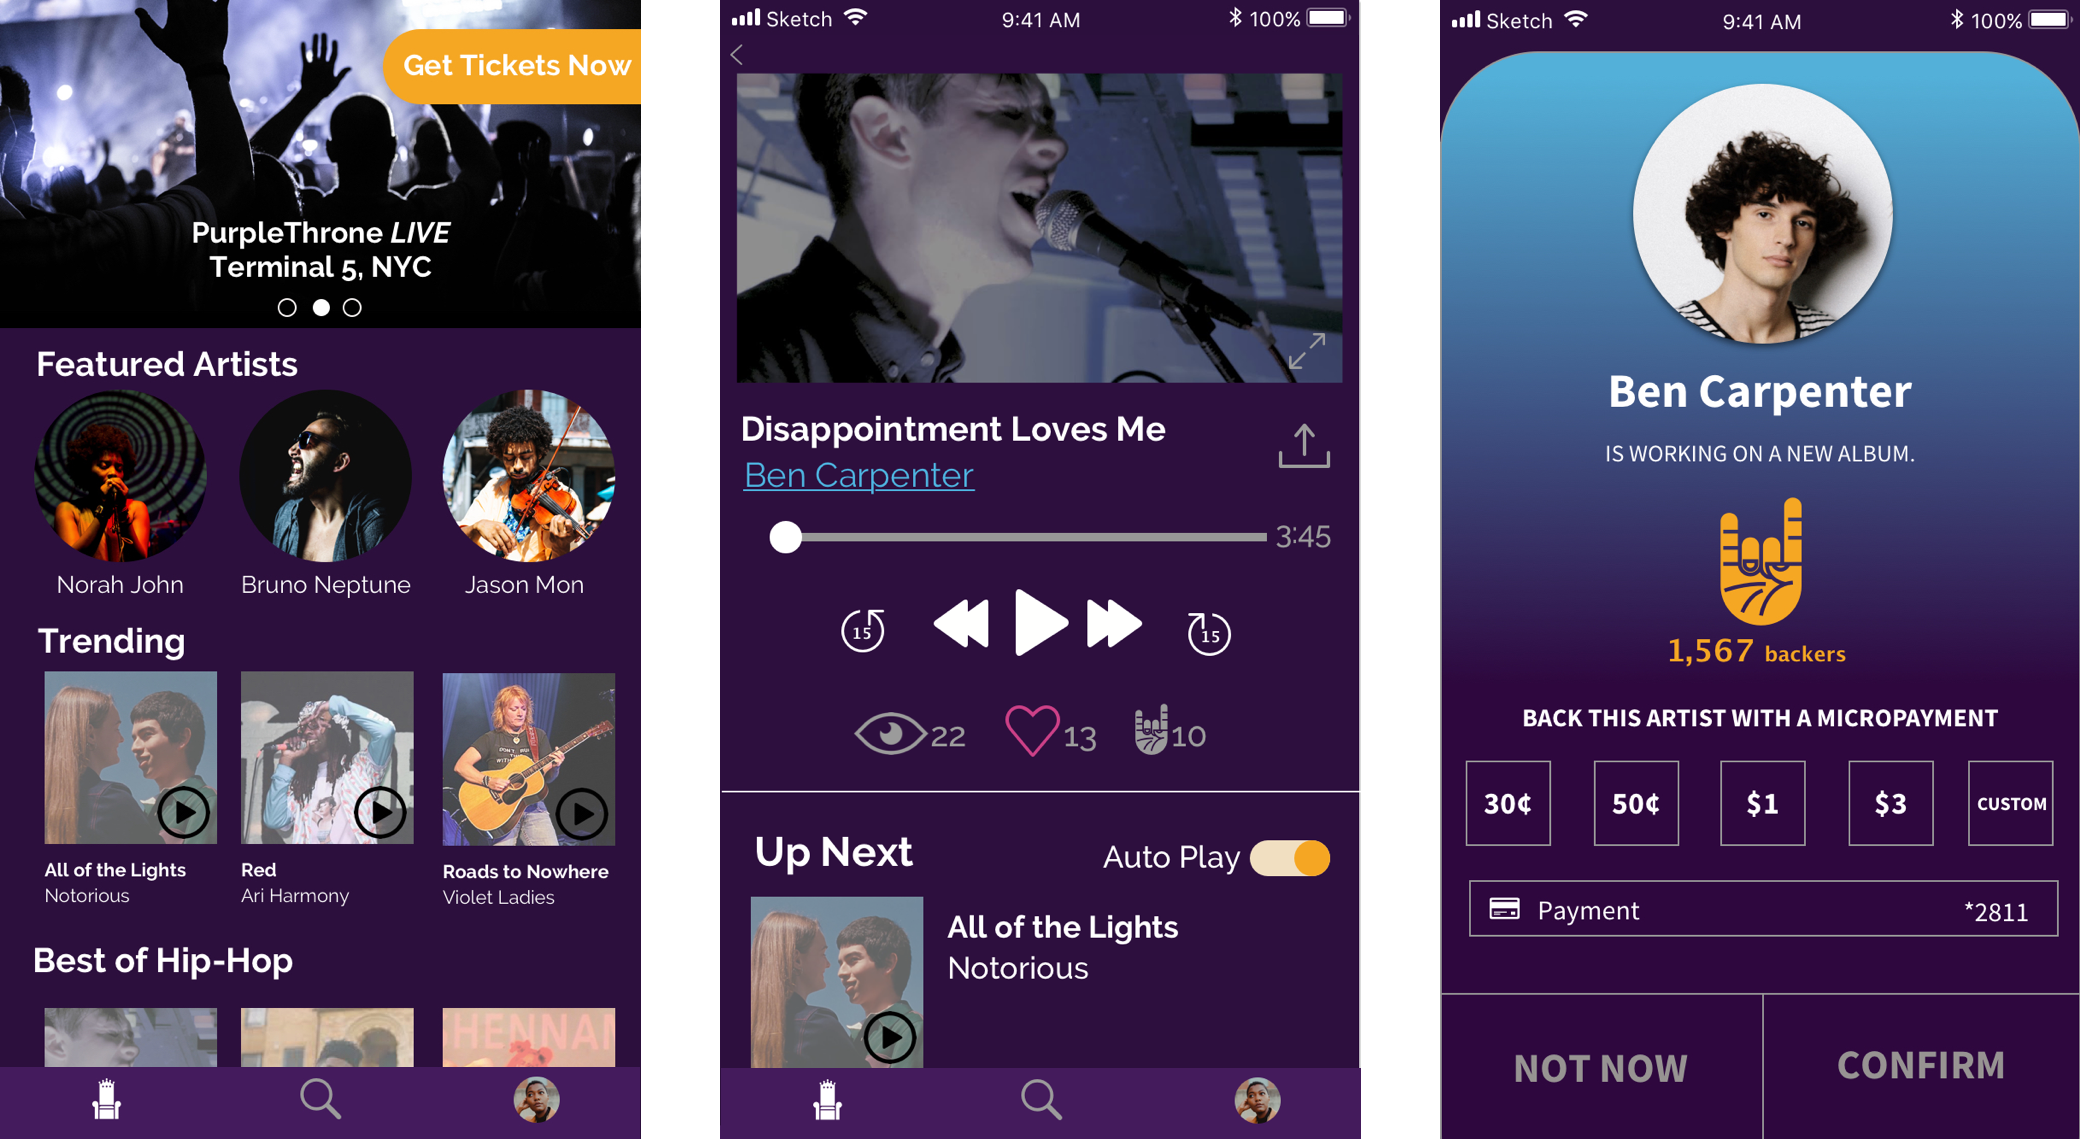 Get Tickets Now
PurpleThrone LIVE
Terminal 5, NYC
Featured Artists
Norah John
Bruno Neptune
Jason Mon
Trending
All of the Lights
Notorious
Red
Ari Harmony
Roads to Nowhere
Violet Ladies
Best of Hip-Hop
SHENNAN
Sketch 9:41 AM 100%
Disappointment Loves Me
Ben Carpenter
3:45
15
15
22
13
10
Up Next
Auto Play
All of the Lights
Notorious
Sketch 9:41 AM 100%
Ben Carpenter
IS WORKING ON A NEW ALBUM.
1,567 backers
BACK THIS ARTIST WITH A MICROPAYMENT
30¢
50¢
$1
$3
CUSTOM
Payment
*2811
NOT NOW
CONFIRM